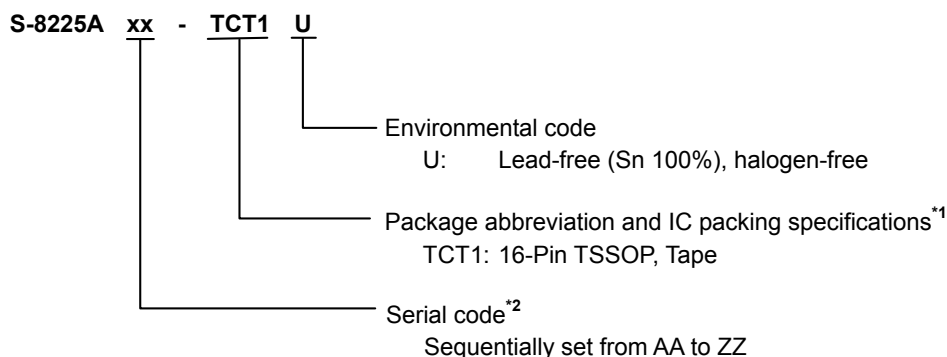 S-8225A xx - TCT1 U
Environmental code
U: Lead-free (Sn 100%), halogen-free
Package abbreviation and IC packing specifications*1
TCT1: 16-Pin TSSOP, Tape
Serial code*2
Sequentially set from AA to ZZ